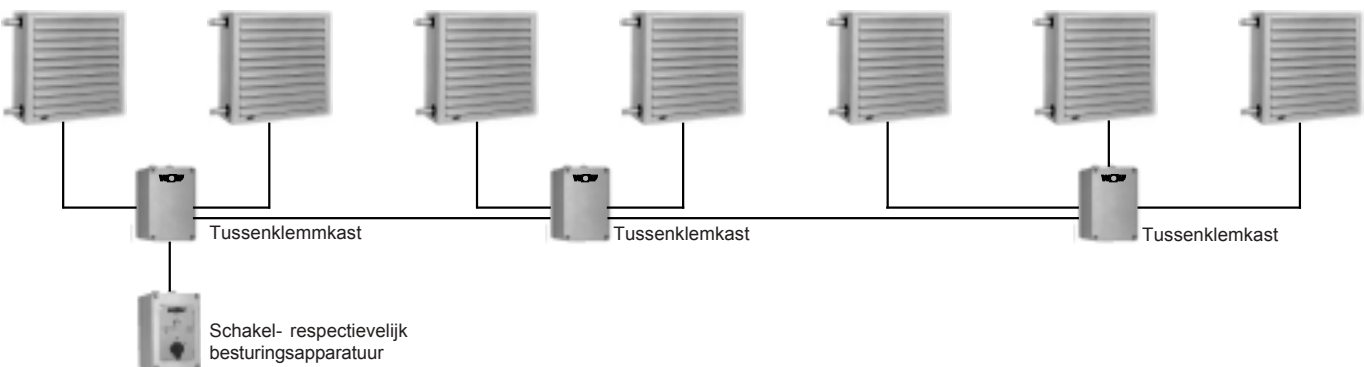 Tussenklemmkast
Tussenklemkast
Tussenklemkast
Schakel- respectievelijk
besturingsapparatuur